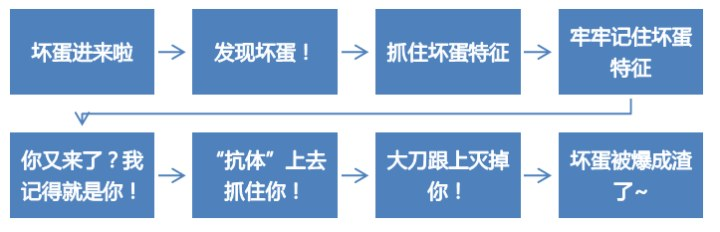 坏蛋进来啦
发现坏蛋！
抓住坏蛋特征
牢牢记住坏蛋
特征
你又来了？我
记得就是你！
“抗体”上去
抓住你！
大刀跟上灭掉
你！
坏蛋被爆成渣
了~